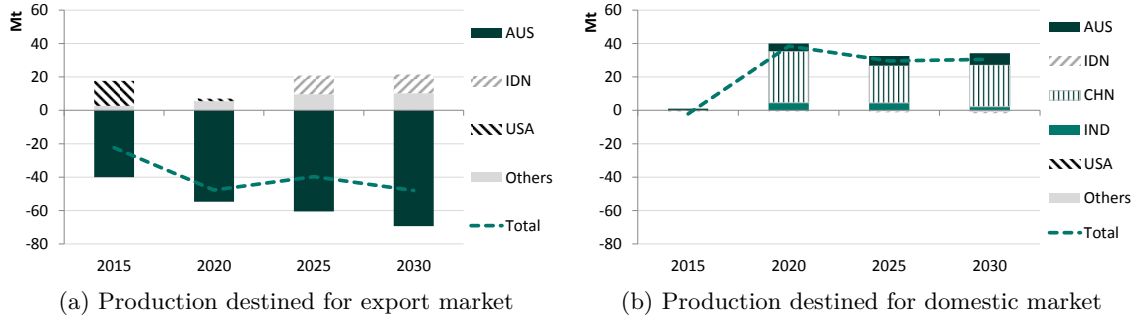 Mt
60
40
20
0
-20
-40
-60
-80
2015 2020 2025 2030
AUS
IDN
USA
Others
Total
(a) Production destined for export market
Mt
60
40
20
0
-20
-40
-60
-80
2015 2020 2025 2030
AUS
IDN
CHN
IND
USA
Others
Total
(b) Production destined for domestic market